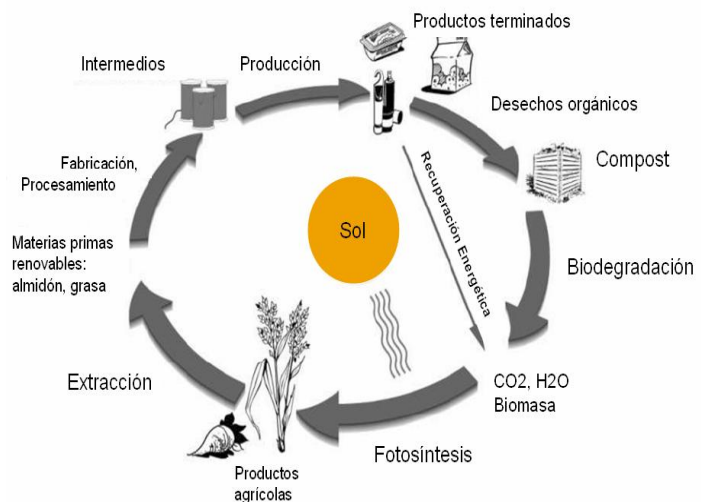 Productos terminados
Intermedios
Producción
Desechos orgánicos
Compost
Fabricación,
Procesamiento
Recuperación Energética
Sol
Materias primas
renovables:
almidón, grasa
Biodegradación
Extracción
CO2, H2O
Biomasa
Fotosíntesis
Productos
agrícolas